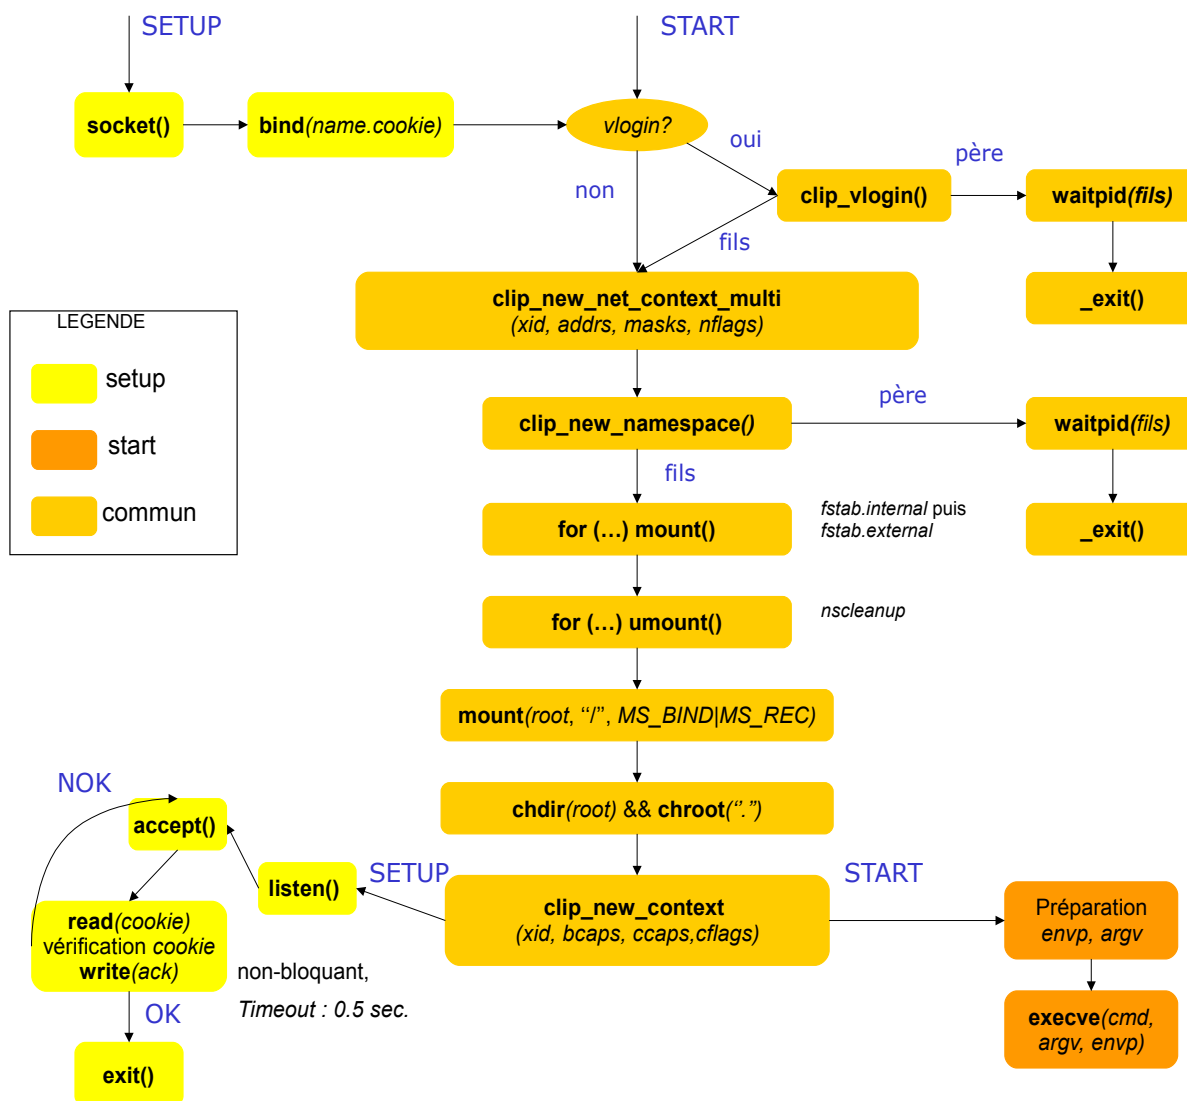 SETUP
START
socket()
bind(name.cookie)
vlogin?
oui
non
père
clip_vlogin()
waitpid(fils)
fils
_exit()
clip_new_net_context_multi
(xid, addrs, masks, nflags)
LEGENDE
setup
start
commun
père
clip_new_namespace()
waitpid(fils)
fils
for (…) mount()
fstab.internal puis
fstab.external
_exit()
for (…) umount()
nscleanup
mount(root, “/”, MS_BIND|MS_REC)
chdir(root) && chroot(“.”)
NOK
accept()
SETUP
START
listen()
clip_new_context
(xid, bcaps, ccaps,cflags)
Préparation
envp, argv
read(cookie)
vérification cookie
write(ack)
non-bloquant,
Timeout : 0.5 sec.
OK
execve(cmd,
argv, envp)
exit()